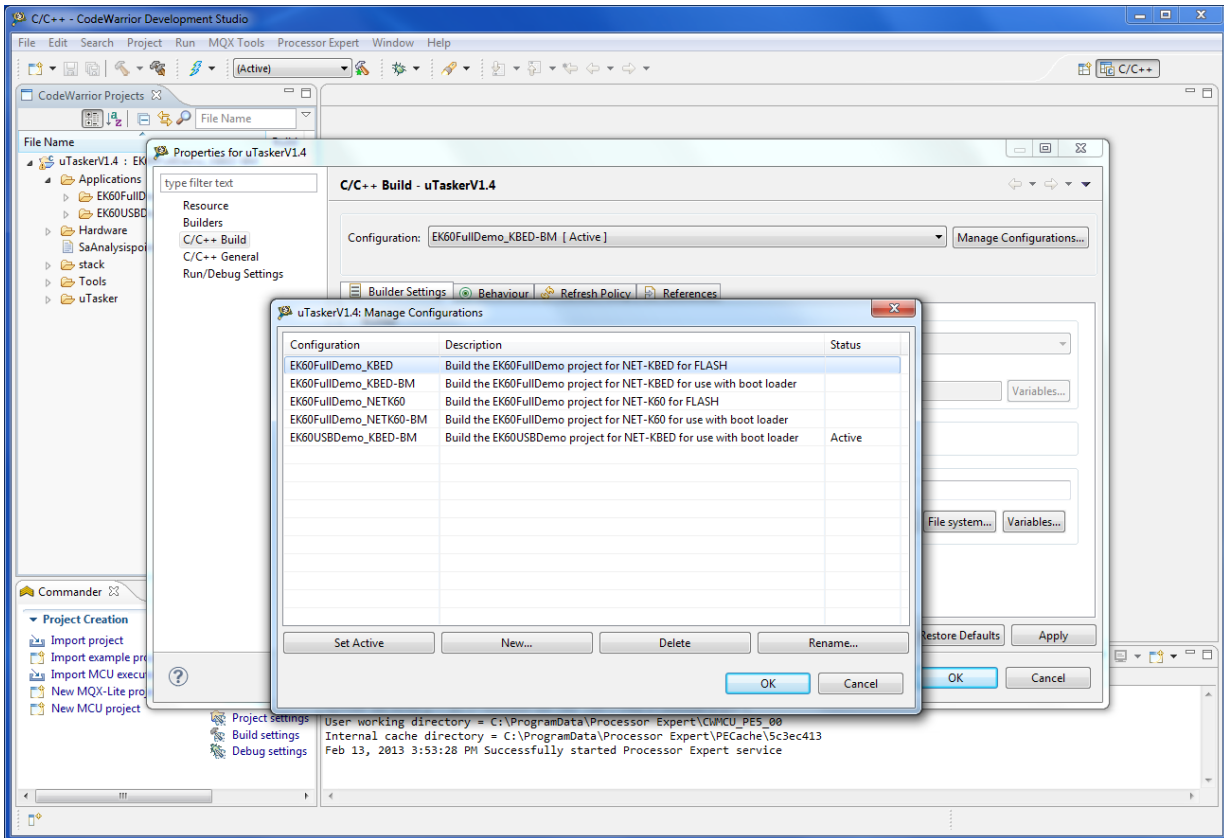 C/C++ - CodeWarrior Development Studio
File Edit Search Project Run MQX Tools Processor Expert Window Help
(Active)
C/C++
CodeWarrior Projects
File Name
File Name
uTaskerV1.4 :
Applications
Hardware
stack
Tools
uTasker
Properties for uTaskerV1.4
type filter text
Resource
Builders
C/C++ Build
C/C++ General
Run/Debug Settings
C/C++ Build - uTaskerV1.4
Configuration: EK60FullDemo_KBED-BM [ Active ] Manage Configurations...
Builder Settings Behaviour Refresh Policy References
Variables...
File system... Variables...
Restore Defaults Apply
OK Cancel
uTaskerV1.4: Manage Configurations
Configuration Description Status
EK60FullDemo_KBED Build the EK60FullDemo project for NET-KBED for FLASH
EK60FullDemo_KBED-BM Build the EK60FullDemo project for NET-KBED for use with boot loader
EK60FullDemo_NETK60 Build the EK60FullDemo project for NET-K60 for FLASH
EK60FullDemo_NETK60-BM Build the EK60FullDemo project for NET-K60 for use with boot loader
EK60USBDemo_KBED-BM Build the EK60USBDemo project for NET-KBED for use with boot loader Active
Set Active New... Delete Rename...
OK Cancel
Commander
Project Creation
Import project
Import example
Import MCU
New MQX-Lite
New MCU project
Project settings
Build settings
Debug settings
User working directory = C:\ProgramData\Processor Expert\CWMCU_PE5_00
Internal cache directory = C:\ProgramData\Processor Expert\PECache\5c3ec413
Feb 13, 2013 3:53:28 PM Successfully started Processor Expert service